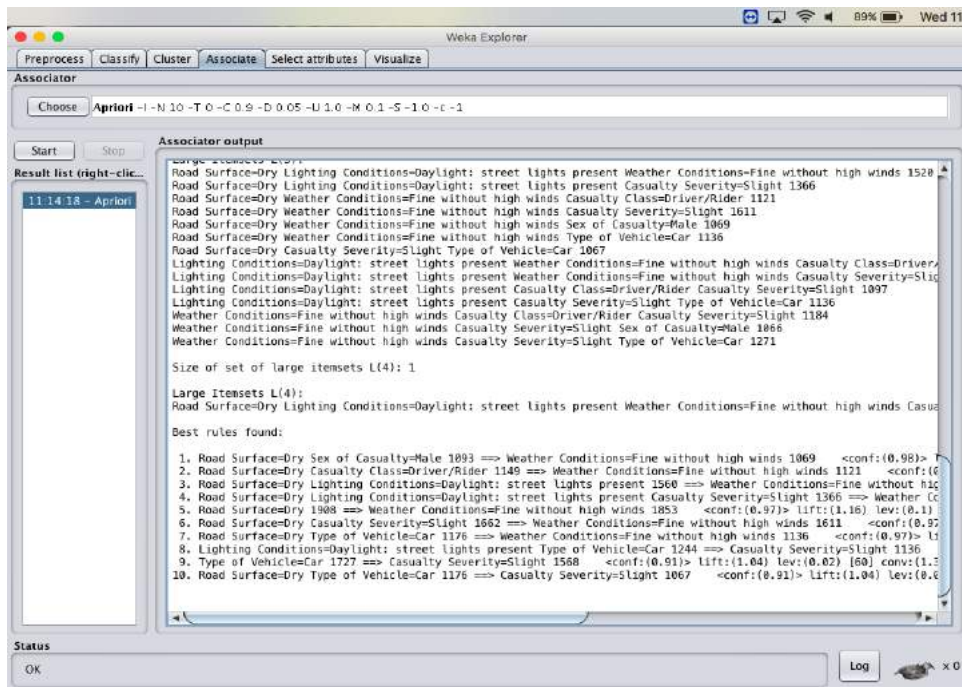 89% Wed 11
Weka Explorer
Preprocess Classify Cluster Associate Select attributes Visualize
Associator
Choose Apriori -I -N 10 -T 0 -C 0.9 -D 0.05 -U 1.0 -M 0.1 -S -1.0 -c -1
Start Stop
Associator output
Result list (right-clic...
11:14:18 - Apriori
Large Itemsets L(3):
Road Surface=Dry Lighting Conditions=Daylight: street lights present Weather Conditions=Fine without high winds 1520
Road Surface=Dry Lighting Conditions=Daylight: street lights present Casualty Severity=Slight 1366
Road Surface=Dry Weather Conditions=Fine without high winds Casualty Class=Driver/Rider 1121
Road Surface=Dry Weather Conditions=Fine without high winds Casualty Severity=Slight 1611
Road Surface=Dry Weather Conditions=Fine without high winds Sex of Casualty=Male 1069
Road Surface=Dry Weather Conditions=Fine without high winds Type of Vehicle=Car 1136
Road Surface=Dry Casualty Severity=Slight Type of Vehicle=Car 1067
Lighting Conditions=Daylight: street lights present Weather Conditions=Fine without high winds Casualty Class=Driver/
Lighting Conditions=Daylight: street lights present Weather Conditions=Fine without high winds Casualty Severity=Slig
Lighting Conditions=Daylight: street lights present Casualty Class=Driver/Rider Casualty Severity=Slight 1097
Lighting Conditions=Daylight: street lights present Casualty Severity=Slight Type of Vehicle=Car 1136
Weather Conditions=Fine without high winds Casualty Class=Driver/Rider Casualty Severity=Slight 1184
Weather Conditions=Fine without high winds Casualty Severity=Slight Sex of Casualty=Male 1066
Weather Conditions=Fine without high winds Casualty Severity=Slight Type of Vehicle=Car 1271
Size of set of large itemsets L(4): 1
Large Itemsets L(4):
Road Surface=Dry Lighting Conditions=Daylight: street lights present Weather Conditions=Fine without high winds Casua
Best rules found:
1. Road Surface=Dry Sex of Casualty=Male 1093 ==> Weather Conditions=Fine without high winds 1069 <conf:(0.98)>
2. Road Surface=Dry Casualty Class=Driver/Rider 1149 ==> Weather Conditions=Fine without high winds 1121 <conf:(0
3. Road Surface=Dry Lighting Conditions=Daylight: street lights present 1560 ==> Weather Conditions=Fine without hig
4. Road Surface=Dry Lighting Conditions=Daylight: street lights present Casualty Severity=Slight 1366 ==> Weather Co
5. Road Surface=Dry 1908 ==> Weather Conditions=Fine without high winds 1853 <conf:(0.97)> lift:(1.16) lev:(0.1)
6. Road Surface=Dry Casualty Severity=Slight 1662 ==> Weather Conditions=Fine without high winds 1611 <conf:(0.97
7. Road Surface=Dry Type of Vehicle=Car 1176 ==> Weather Conditions=Fine without high winds 1136 <conf:(0.97)> li
8. Lighting Conditions=Daylight: street lights present Type of Vehicle=Car 1244 ==> Casualty Severity=Slight 1136
9. Type of Vehicle=Car 1727 ==> Casualty Severity=Slight 1568 <conf:(0.91)> lift:(1.04) lev:(0.02) [60] conv:(1.3
10. Road Surface=Dry Type of Vehicle=Car 1176 ==> Casualty Severity=Slight 1067 <conf:(0.91)> lift:(1.04) lev:(0.0
Status
OK
Log
x 0